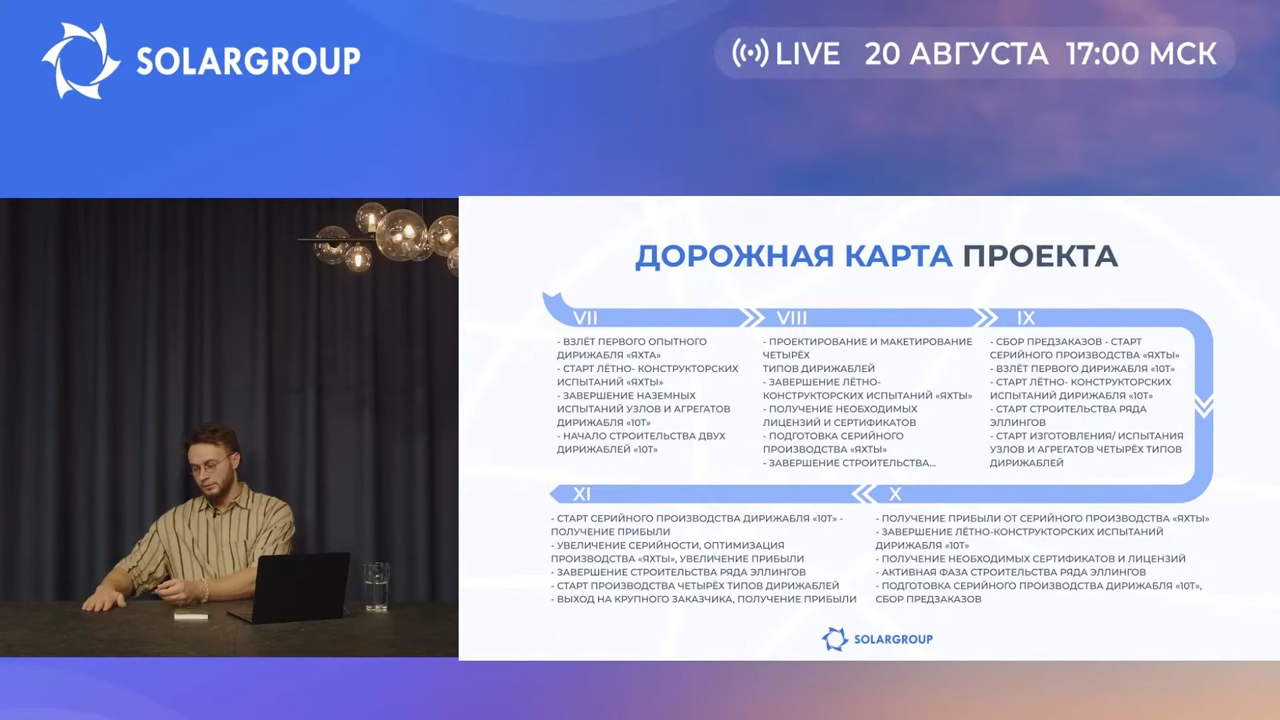 SOLARGROUP
LIVE 20 АВГУСТА 17:00 МСК
ДОРОЖНАЯ КАРТА ПРОЕКТА
VII
- ВЗЛЁТ ПЕРВОГО ОПЫТНОГО
ДИРИЖАБЛЯ «ЯХТА»
- СТАРТ ЛЁТНО- КОНСТРУКТОРСКИХ
ИСПЫТАНИЙ «ЯХТЫ»
- ЗАВЕРШЕНИЕ НАЗЕМНЫХ
ИСПЫТАНИЙ УЗЛОВ И АГРЕГАТОВ
ДИРИЖАБЛЯ «10Т»
- НАЧАЛО СТРОИТЕЛЬСТВА ДВУХ
ДИРИЖАБЛЕЙ «10Т»
VIII
- ПРОЕКТИРОВАНИЕ И МАКЕТИРОВАНИЕ
ЧЕТЫРЁХ
ТИПОВ ДИРИЖАБЛЕЙ
- ЗАВЕРШЕНИЕ ЛЁТНО-
КОНСТРУКТОРСКИХ ИСПЫТАНИЙ «ЯХТЫ»
- ПОЛУЧЕНИЕ НЕОБХОДИМЫХ
ЛИЦЕНЗИЙ И СЕРТИФИКАТОВ
- ПОДГОТОВКА СЕРИЙНОГО
ПРОИЗВОДСТВА «ЯХТЫ»
- ЗАВЕРШЕНИЕ СТРОИТЕЛЬСТВА...
IX
- СБОР ПРЕДЗАКАЗОВ - СТАРТ
СЕРИЙНОГО ПРОИЗВОДСТВА «ЯХТЫ»
- ВЗЛЁТ ПЕРВОГО ДИРИЖАБЛЯ «10Т»
- СТАРТ ЛЁТНО- КОНСТРУКТОРСКИХ
ИСПЫТАНИЙ ДИРИЖАБЛЯ «10Т»
- СТАРТ СТРОИТЕЛЬСТВА РЯДА
ЭЛЛИНГОВ
- СТАРТ ИЗГОТОВЛЕНИЯ/ ИСПЫТАНИЯ
УЗЛОВ И АГРЕГАТОВ ЧЕТЫРЁХ ТИПОВ
ДИРИЖАБЛЕЙ
X
- ПОЛУЧЕНИЕ ПРИБЫЛИ ОТ СЕРИЙНОГО ПРОИЗВОДСТВА «ЯХТЫ»
- ЗАВЕРШЕНИЕ ЛЁТНО-КОНСТРУКТОРСКИХ ИСПЫТАНИЙ
ДИРИЖАБЛЯ «10Т»
- ПОЛУЧЕНИЕ НЕОБХОДИМЫХ СЕРТИФИКАТОВ И ЛИЦЕНЗИЙ
- АКТИВНАЯ ФАЗА СТРОИТЕЛЬСТВА РЯДА ЭЛЛИНГОВ
- ПОДГОТОВКА СЕРИЙНОГО ПРОИЗВОДСТВА ДИРИЖАБЛЯ «10Т»,
СБОР ПРЕДЗАКАЗОВ
XI
- СТАРТ СЕРИЙНОГО ПРОИЗВОДСТВА ДИРИЖАБЛЯ «10Т» -
ПОЛУЧЕНИЕ ПРИБЫЛИ
- УВЕЛИЧЕНИЕ СЕРИЙНОСТИ, ОПТИМИЗАЦИЯ
ПРОИЗВОДСТВА «ЯХТЫ», УВЕЛИЧЕНИЕ ПРИБЫЛИ
- ЗАВЕРШЕНИЕ СТРОИТЕЛЬСТВА РЯДА ЭЛЛИНГОВ
- СТАРТ ПРОИЗВОДСТВА ЧЕТЫРЁХ ТИПОВ ДИРИЖАБЛЕЙ
- ВЫХОД НА КРУПНОГО ЗАКАЗЧИКА, ПОЛУЧЕНИЕ ПРИБЫЛИ
SOLARGROUP